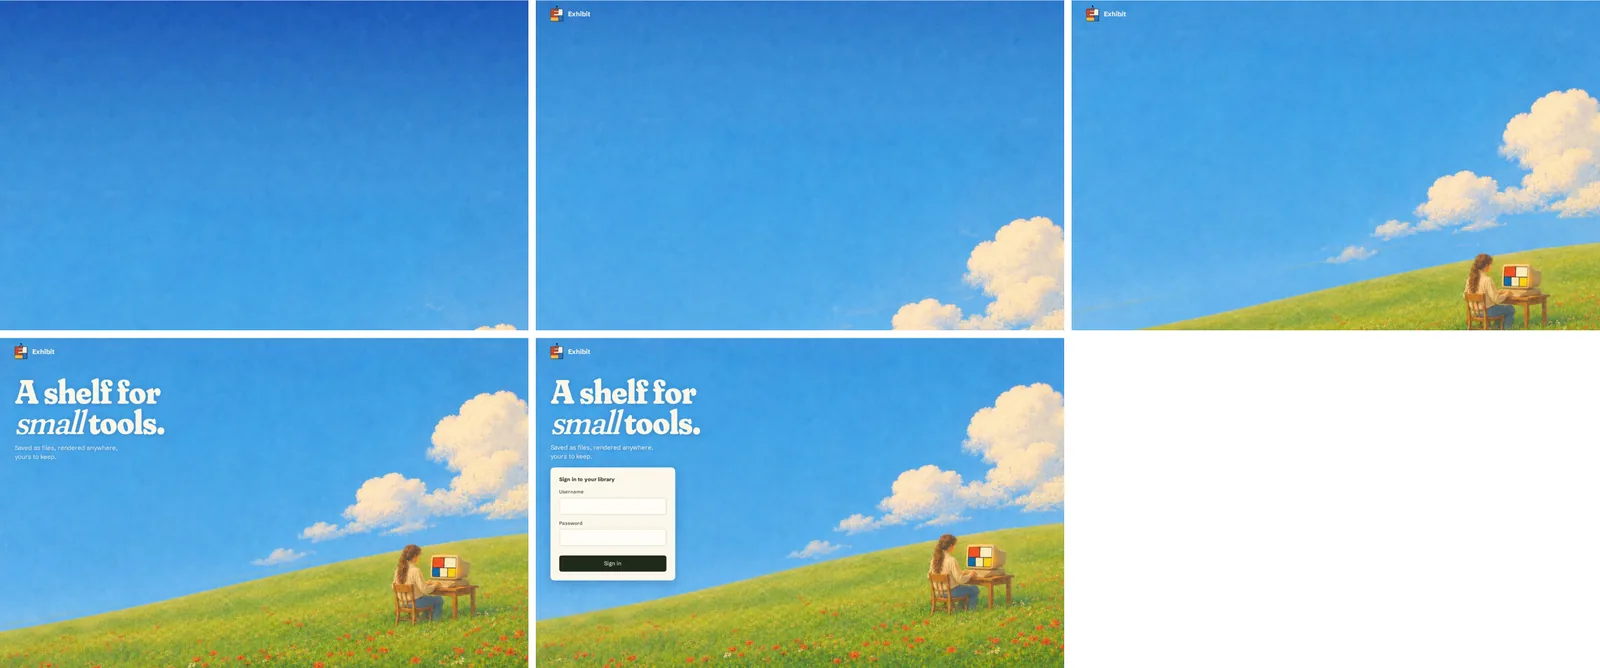 Exhibit
Exhibit
Exhibit
A shelf for
small tools.
Saved as files, rendered anywhere,
yours to keep.
Exhibit
A shelf for
small tools.
Saved as files, rendered anywhere,
yours to keep.
Sign in to your library
Username
Password
Sign in